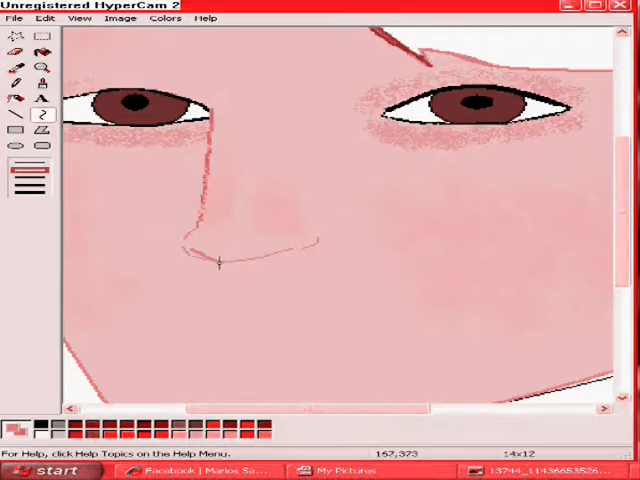 Unregistered HyperCam 2
File Edit View Image Colors Help
For Help, click Help Topics on the Help Menu. 157,373 14x12
start Facebook | Marios Sa... My Pictures 13744_11436653526...